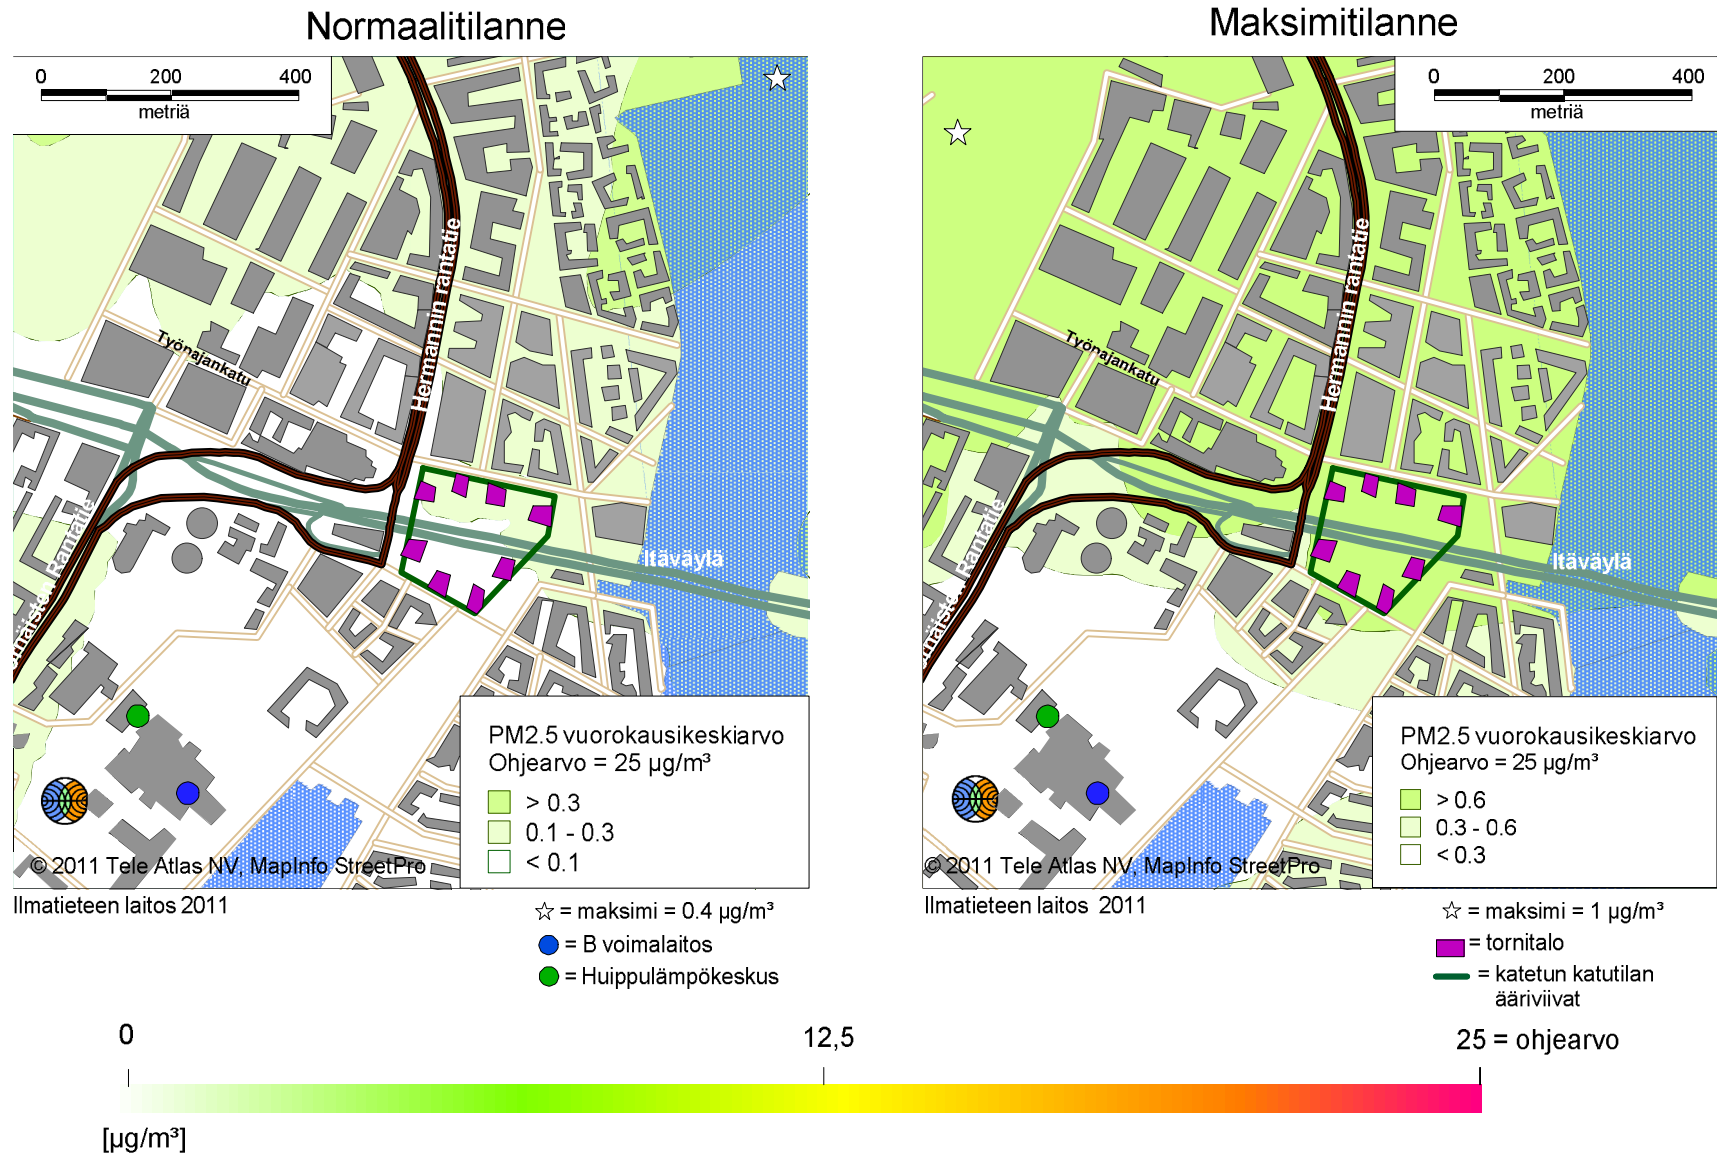 Normaalitilanne
Maksimitilanne
0 200 400
metriä
0 200 400
metriä
Hermannin rantatie
Työnajankatu
Itäväylä
Rantatie
Hermannin rantatie
Työnajankatu
Itäväylä
Rantatie
PM2.5 vuorokausikeskiarvo
Ohjearvo = 25 µg/m³
> 0.3
0.1 - 0.3
< 0.1
PM2.5 vuorokausikeskiarvo
Ohjearvo = 25 µg/m³
> 0.6
0.3 - 0.6
< 0.3
© 2011 Tele Atlas NV, MapInfo StreetPro
© 2011 Tele Atlas NV, MapInfo StreetPro
Ilmatieteen laitos 2011
Ilmatieteen laitos 2011
= maksimi = 0.4 µg/m³
= B voimalaitos
= Huippulämpökeskus
= maksimi = 1 µg/m³
= tornitalo
= katetun katutilan
ääriviivat
0
12,5
25 = ohjearvo
[µg/m³]